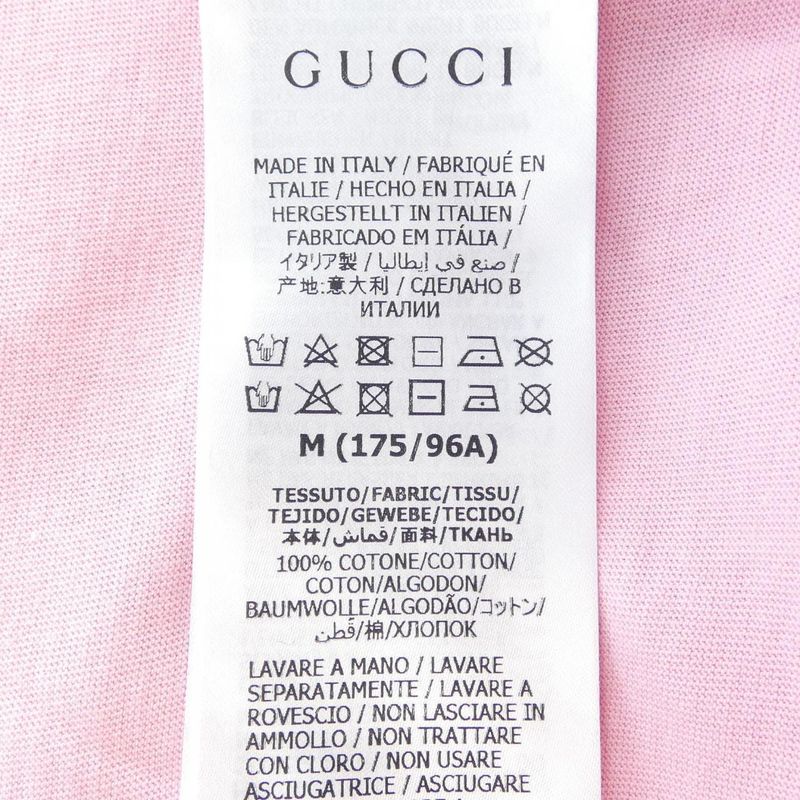 GUCCI
MADE IN ITALY / FABRIQUÉ EN
ITALIE / HECHO EN ITALIA /
HERGESTELLT IN ITALIEN /
FABRICADO EM ITÁLIA /
イタリア製 / صنع في إيطاليا /
产地:意大利 / СДЕЛАНО В
ИТАЛИИ
M (175/96A)
TESSUTO/FABRIC/TISSU/
TEJIDO/GEWEBE/TECIDO/
本体/قماش/面料/ТКАНЬ
100% COTONE/COTTON/
COTON/ALGODON/
BAUMWOLLE/ALGODÃO/コットン/
قطن/棉/ХЛОПОК
LAVARE A MANO / LAVARE
SEPARATAMENTE / LAVARE A
ROVESCIO / NON LASCIARE IN
AMMOLLO / NON TRATTARE
CON CLORO / NON USARE
ASCIUGATRICE / ASCIUGARE